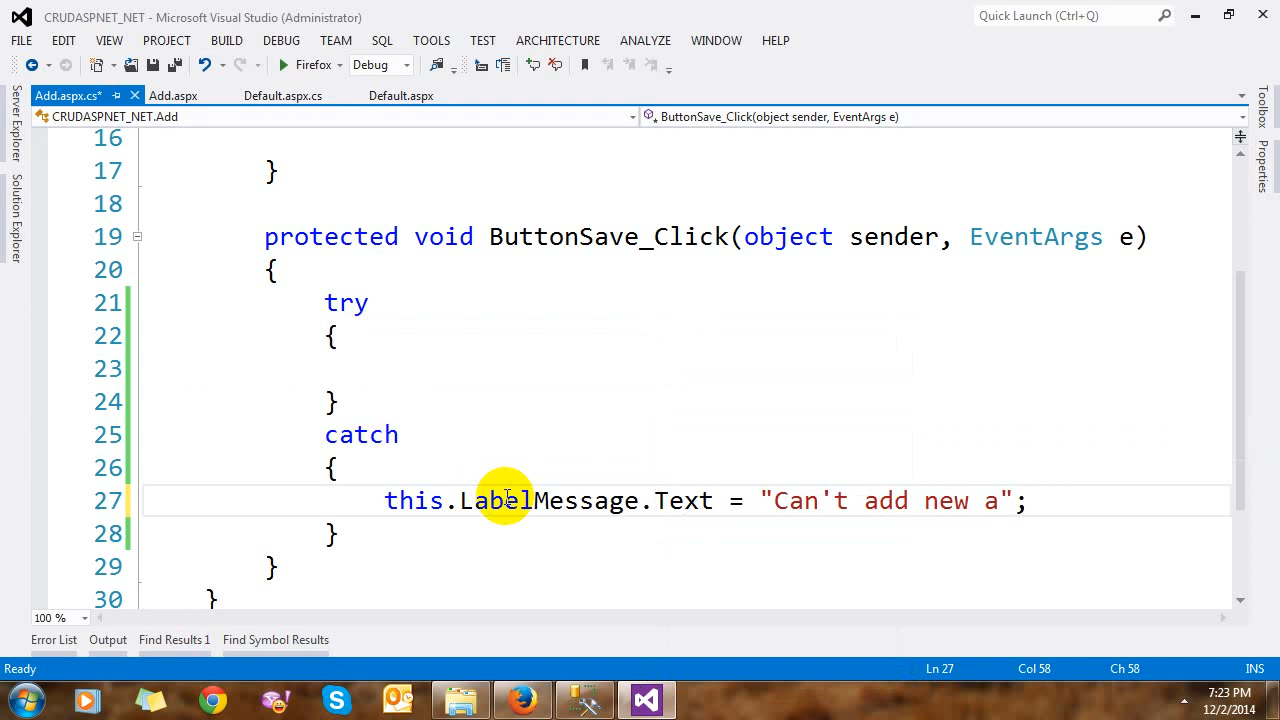 CRUDASPNET_NET - Microsoft Visual Studio (Administrator)
Quick Launch (Ctrl+Q)
FILE EDIT VIEW PROJECT BUILD DEBUG TEAM SQL TOOLS TEST ARCHITECTURE ANALYZE WINDOW HELP
Firefox Debug
Add.aspx.cs* Add.aspx Default.aspx.cs Default.aspx
CRUDASPNET_NET.Add ButtonSave_Click(object sender, EventArgs e)
Server Explorer
Solution Explorer
Toolbox
Properties
16
17 }
18
19 protected void ButtonSave_Click(object sender, EventArgs e)
20 {
21 try
22 {
23
24 }
25 catch
26 {
27 this.LabelMessage.Text = "Can't add new a";
28 }
29 }
30 }
100 %
Error List Output Find Results 1 Find Symbol Results
Ready Ln 27 Col 58 Ch 58 INS
7:23 PM
12/2/2014